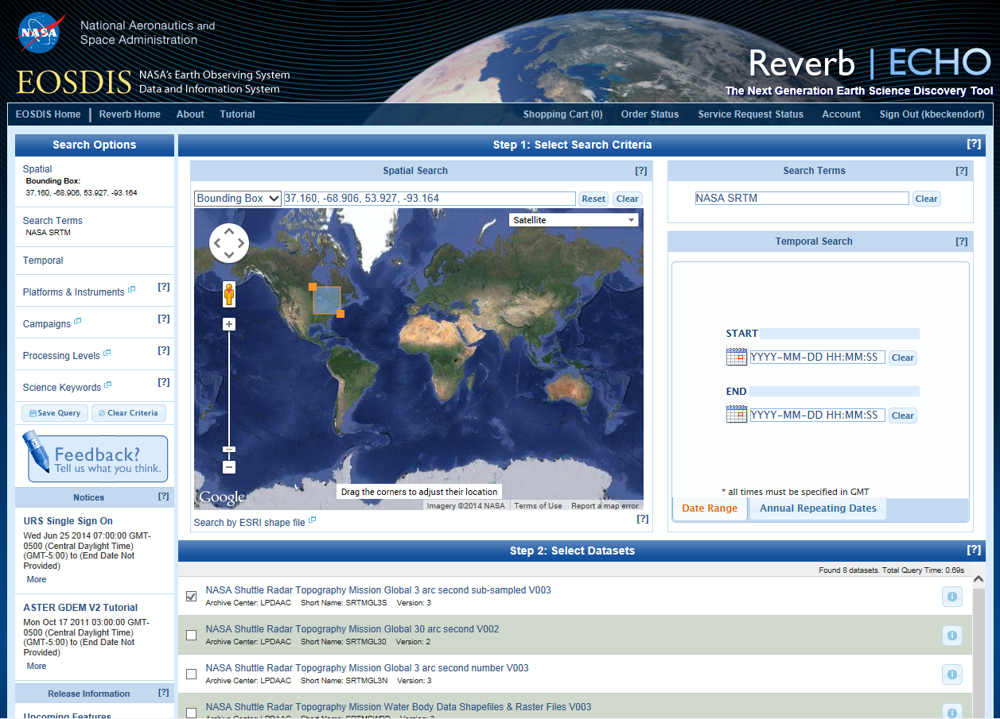 NASA
National Aeronautics and
Space Administration
EOSDIS
NASA's Earth Observing System
Data and Information System
Reverb | ECHO
The Next Generation Earth Science Discovery Tool
EOSDIS Home | Reverb Home About Tutorial Shopping Cart (0) Order Status Service Request Status Account Sign Out (kbeckendorf)
Search Options
Spatial
Bounding Box:
37.160, -68.906, 53.927, -93.164
Search Terms
NASA SRTM
Temporal
Platforms & Instruments [?]
Campaigns [?]
Processing Levels [?]
Science Keywords [?]
Save Query Clear Criteria
Feedback?
Tell us what you think.
Notices [?]
URS Single Sign On
Wed Jun 25 2014 07:00:00 GMT-
0500 (Central Daylight Time)
(GMT-5:00) to (End Date Not
Provided)
More
ASTER GDEM V2 Tutorial
Mon Oct 17 2011 03:00:00 GMT-
0500 (Central Daylight Time)
(GMT-5:00) to (End Date Not
Provided)
More
Release Information [?]
Upcoming Features
Step 1: Select Search Criteria [?]
Spatial Search [?]
Bounding Box 37.160, -68.906, 53.927, -93.164 Reset Clear
Satellite
Drag the corners to adjust their location
Google
Imagery ©2014 NASA Terms of Use Report a map error
Search by ESRI shape file [?]
Search Terms [?]
NASA SRTM Clear
Temporal Search [?]
START
YYYY-MM-DD HH:MM:SS Clear
END
YYYY-MM-DD HH:MM:SS Clear
* all times must be specified in GMT
Date Range Annual Repeating Dates
Step 2: Select Datasets [?]
Found 8 datasets. Total Query Time: 0.69s
NASA Shuttle Radar Topography Mission Global 3 arc second sub-sampled V003
Archive Center: LPDAAC Short Name: SRTMGL3S Version: 3
NASA Shuttle Radar Topography Mission Global 30 arc second V002
Archive Center: LPDAAC Short Name: SRTMGL30 Version: 2
NASA Shuttle Radar Topography Mission Global 3 arc second number V003
Archive Center: LPDAAC Short Name: SRTMGL3N Version: 3
NASA Shuttle Radar Topography Mission Water Body Data Shapefiles & Raster Files V003
Archive Center: LPDAAC Short Name: SRTMSWBD Version: 3